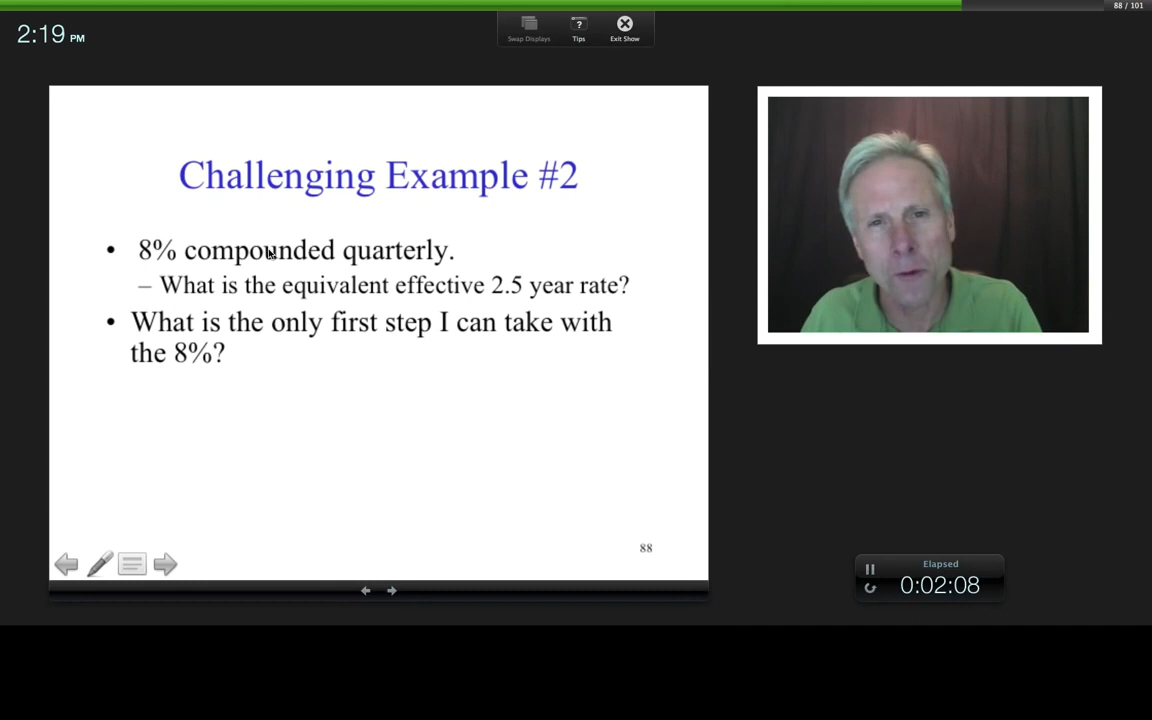 88 / 101
2:19 PM
Swap Displays
? Tips
Exit Show
Challenging Example #2
• 8% compounded quarterly.
– What is the equivalent effective 2.5 year rate?
• What is the only first step I can take with
the 8%?
88
Elapsed
0:02:08